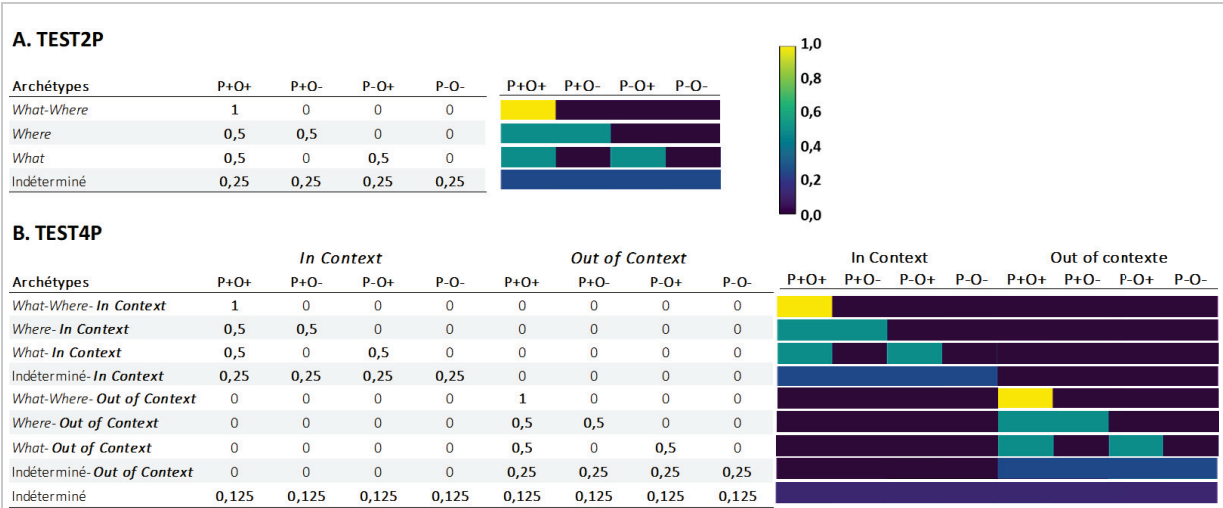 A. TEST2P
Archétypes P+O+ P+O- P-O+ P-O- P+O+ P+O- P-O+ P-O-
What-Where 1 0 0 0
Where 0,5 0,5 0 0
What 0,5 0 0,5 0
Indéterminé 0,25 0,25 0,25 0,25
1,0
0,8
0,6
0,4
0,2
0,0
B. TEST4P
In Context Out of Context In Context Out of contexte
Archétypes P+O+ P+O- P-O+ P-O- P+O+ P+O- P-O+ P-O- P+O+ P+O- P-O+ P-O- P+O+ P+O- P-O+ P-O-
What-Where- In Context 1 0 0 0 0 0 0 0
Where- In Context 0,5 0,5 0 0 0 0 0 0
What- In Context 0,5 0 0,5 0 0 0 0 0
Indéterminé- In Context 0,25 0,25 0,25 0,25 0 0 0 0
What-Where- Out of Context 0 0 0 0 1 0 0 0
Where- Out of Context 0 0 0 0 0,5 0,5 0 0
What- Out of Context 0 0 0 0 0,5 0 0,5 0
Indéterminé- Out of Context 0 0 0 0 0,25 0,25 0,25 0,25
Indéterminé 0,125 0,125 0,125 0,125 0,125 0,125 0,125 0,125